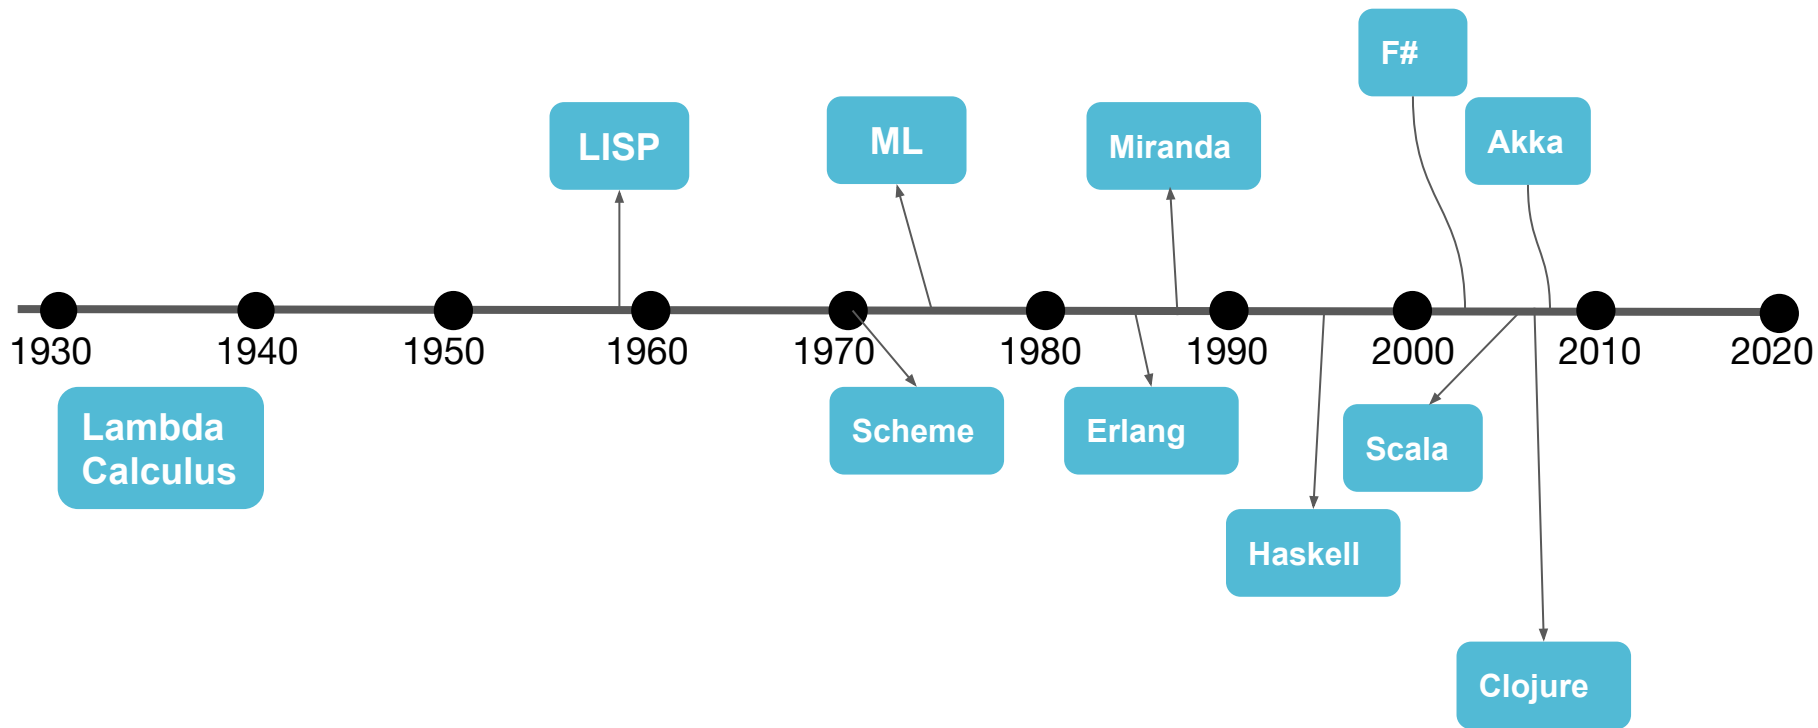 F#
Akka
LISP
ML
Miranda
1930
1940
1950
1960
1970
1980
1990
2000
2010
2020
Lambda
Calculus
Scheme
Erlang
Scala
Haskell
Clojure